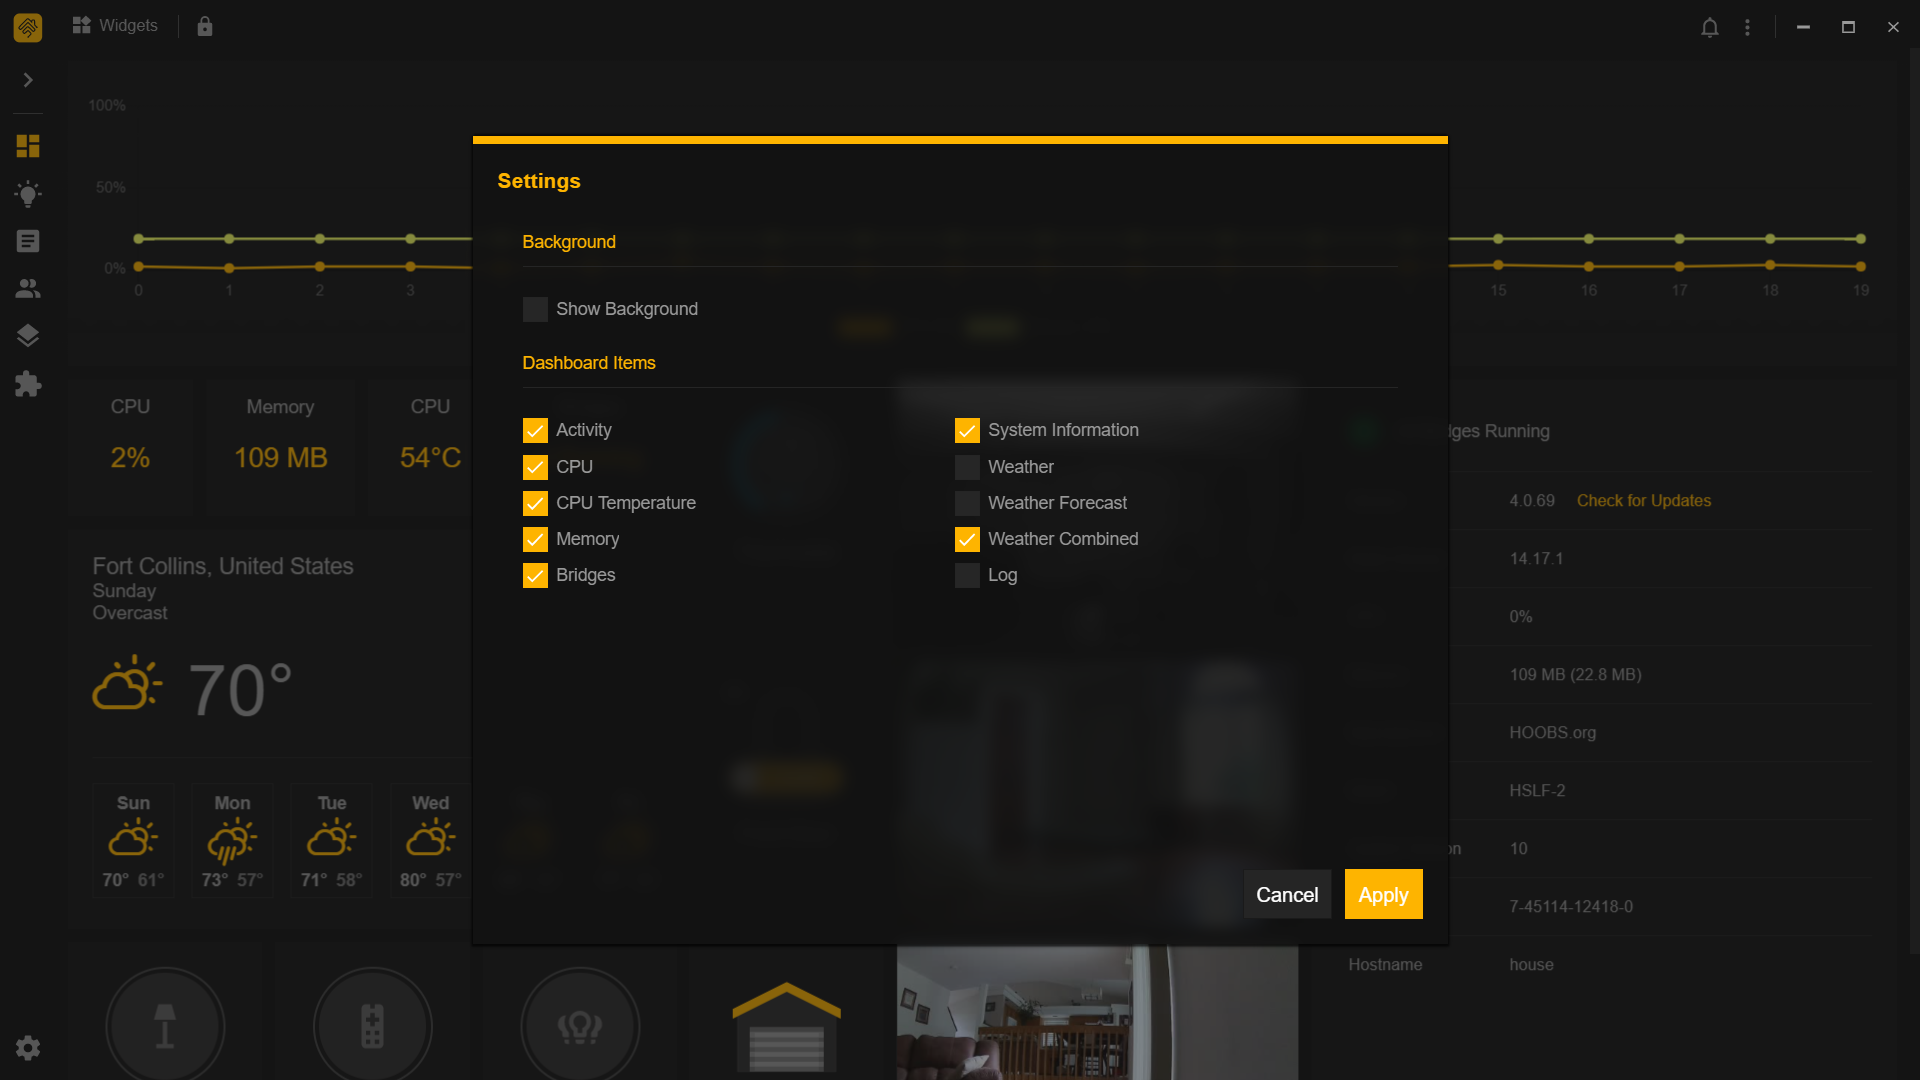 Widgets
100%
50%
0%
0 1 2 3 15 16 17 18 19
Settings
Background
Show Background
Dashboard Items
Activity
CPU
CPU Temperature
Memory
Bridges
System Information
Weather
Weather Forecast
Weather Combined
Log
Cancel Apply
CPU
2%
Memory
109 MB
CPU
54°C
Fort Collins, United States
Sunday
Overcast
70°
Sun
70° 61°
Mon
73° 57°
Tue
71° 58°
Wed
80° 57°
Running
4.0.69 Check for Updates
14.17.1
0%
109 MB (22.8 MB)
HOOBS.org
HSLF-2
10
7-45114-12418-0
Hostname house